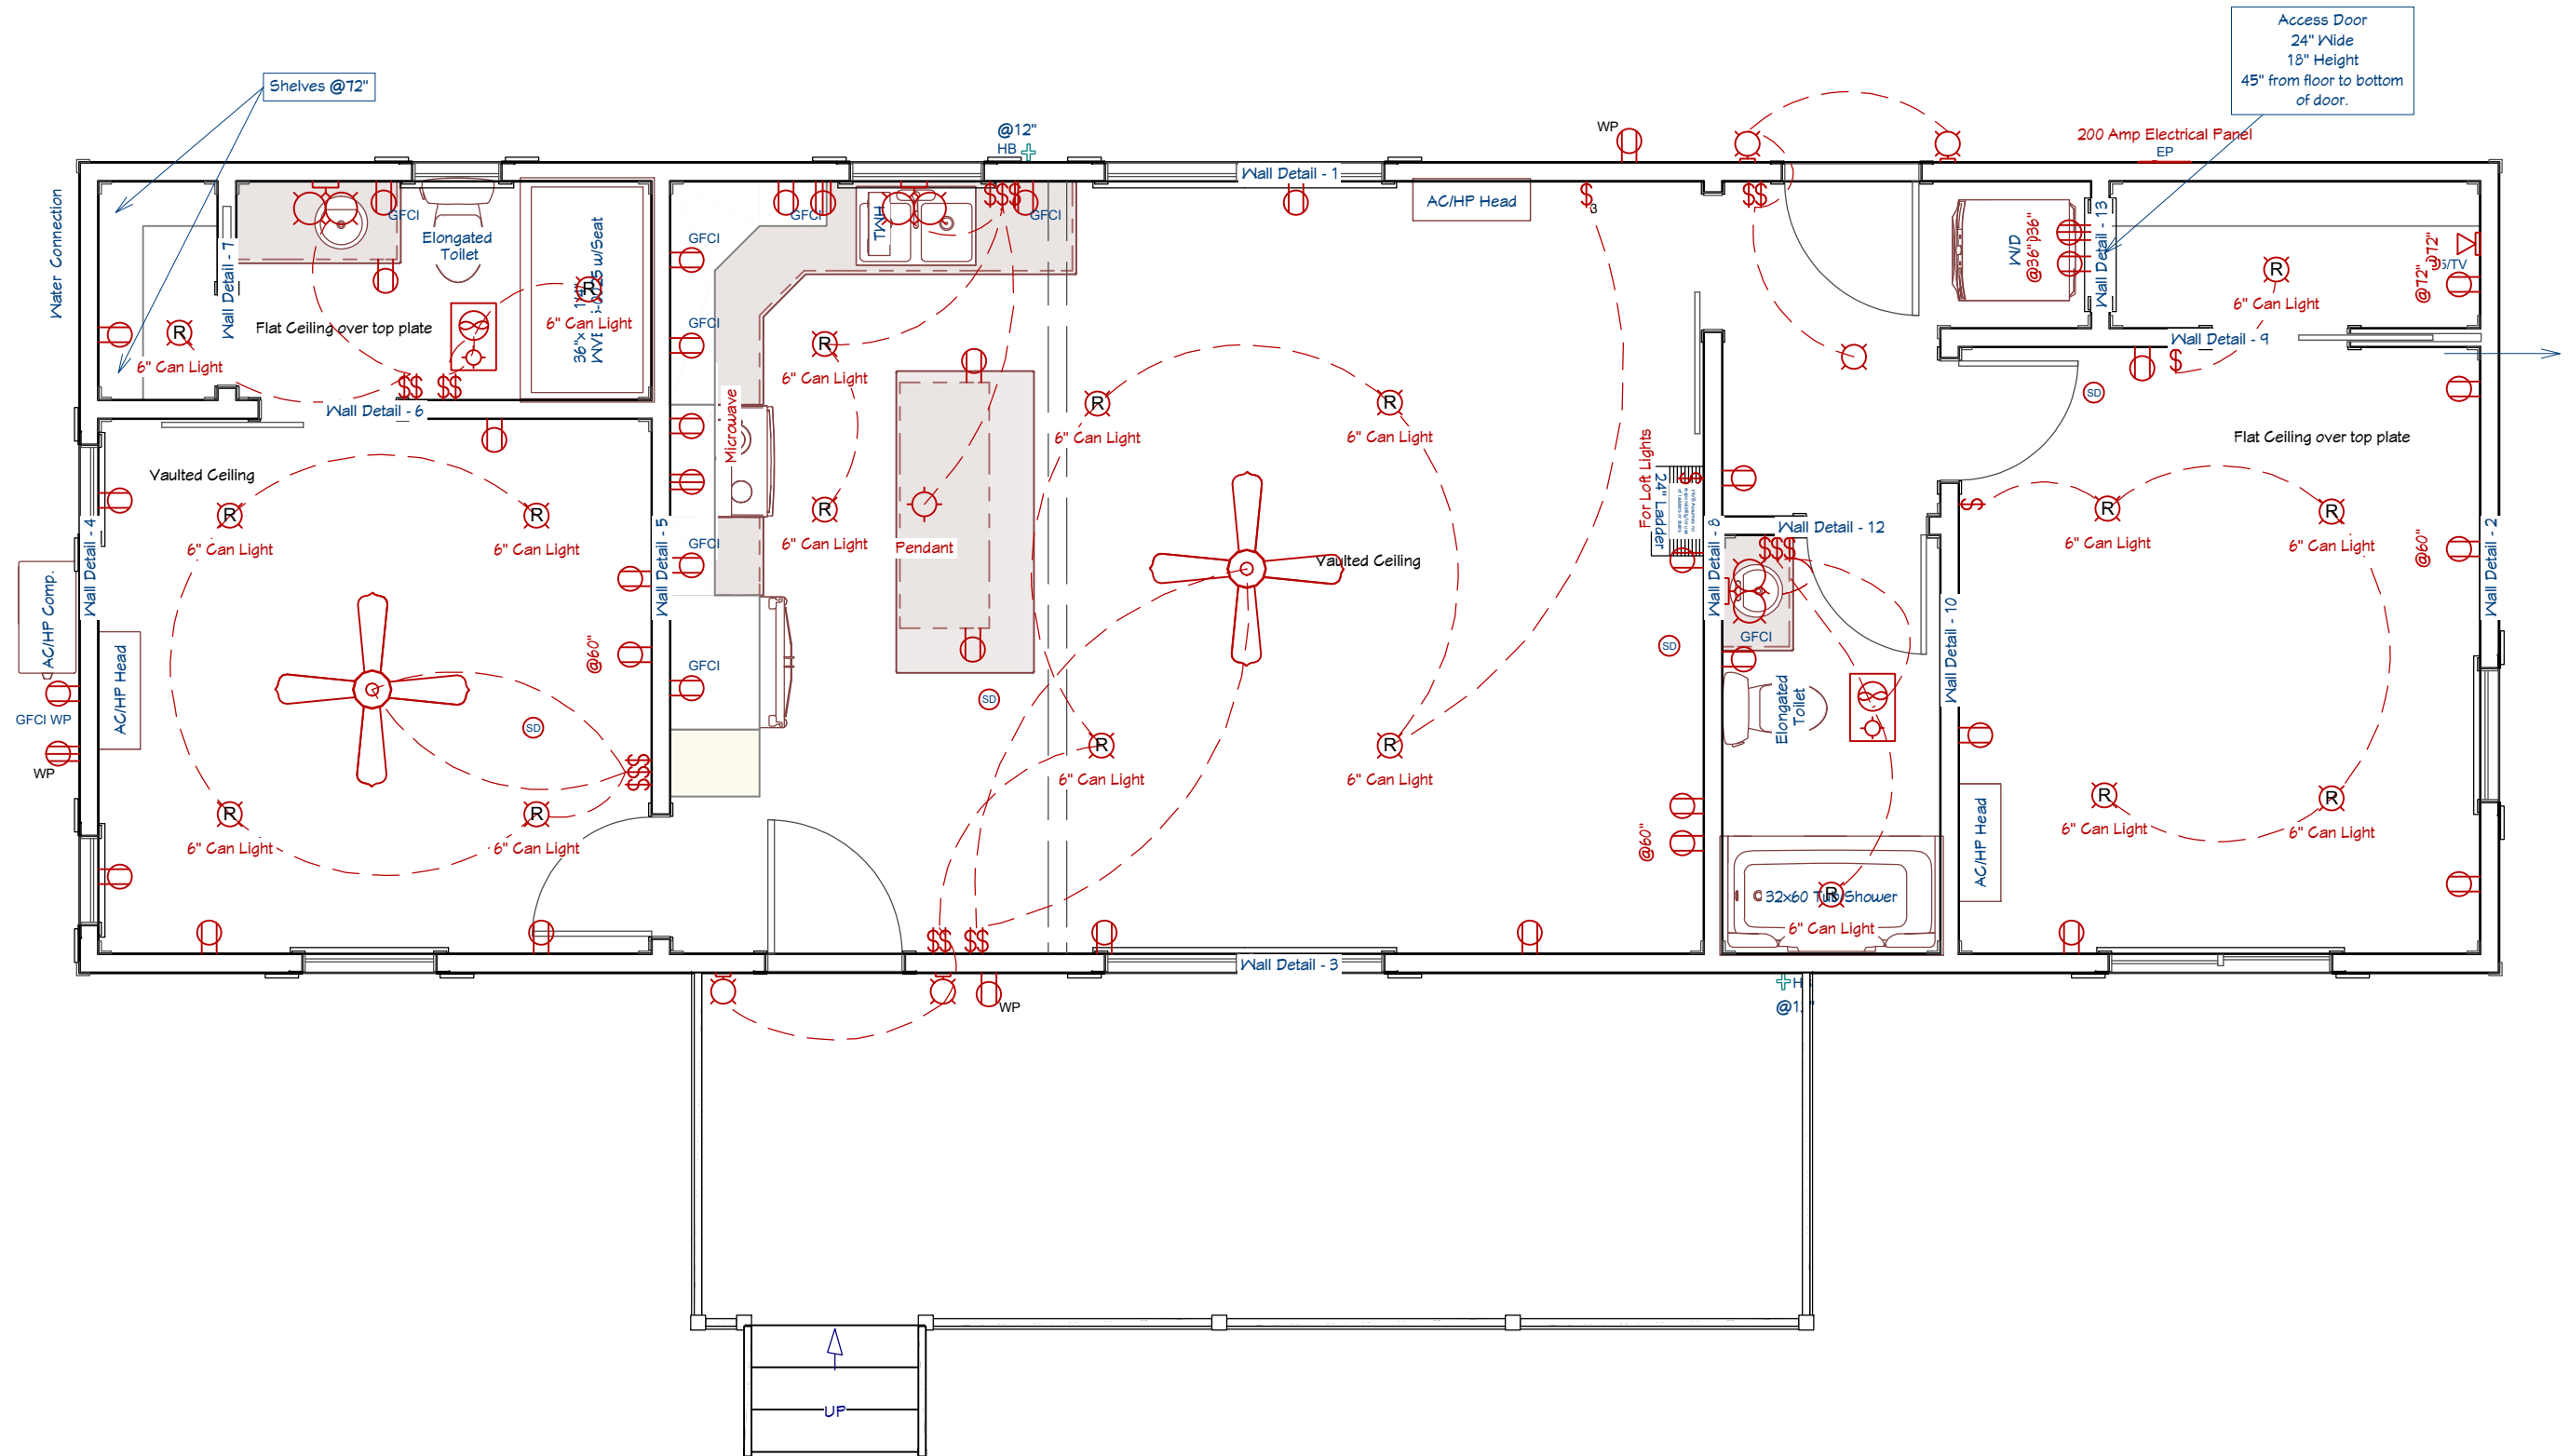 Access Door
24" Wide
18" Height
45" from floor to bottom
of door.
Shelves @72"
200 Amp Electrical Panel
EP
@12"
HB
WP
Wall Detail - 1
AC/HP Head
Water Connection
Wall Detail - 7
GFCI
Elongated
Toilet
Flat Ceiling over top plate
6" Can Light
6" Can Light
36"x
w/Seat
Wall Detail - 6
GFCI
TWH
GFCI
GFCI
GFCI
$$$
$3
$$
W/D
@36"
Wall Detail - 13
@72"
6" Can Light
Wall Detail - 9
$
SD
$$ $$
6" Can Light
Microwave
6" Can Light
6" Can Light
Vaulted Ceiling
Flat Ceiling over top plate
For Loft Lights
24" Ladder
6" Can Light
6" Can Light
6" Can Light
Pendant
GFCI
Vaulted Ceiling
Wall Detail - 4
Wall Detail - 5
Wall Detail - 8
Wall Detail - 12
$$$
$
6" Can Light
6" Can Light
@60"
Wall Detail - 2
AC/HP Comp.
AC/HP Head
@60"
GFCI
SD
SD
GFCI
SD
Wall Detail - 10
Elongated
Toilet
GFCI WP
WP
$$$
6" Can Light
6" Can Light
6" Can Light
6" Can Light
@60"
AC/HP Head
6" Can Light
6" Can Light
32x60 Tub/Shower
6" Can Light
$$ $$
Wall Detail - 3
WP
UP